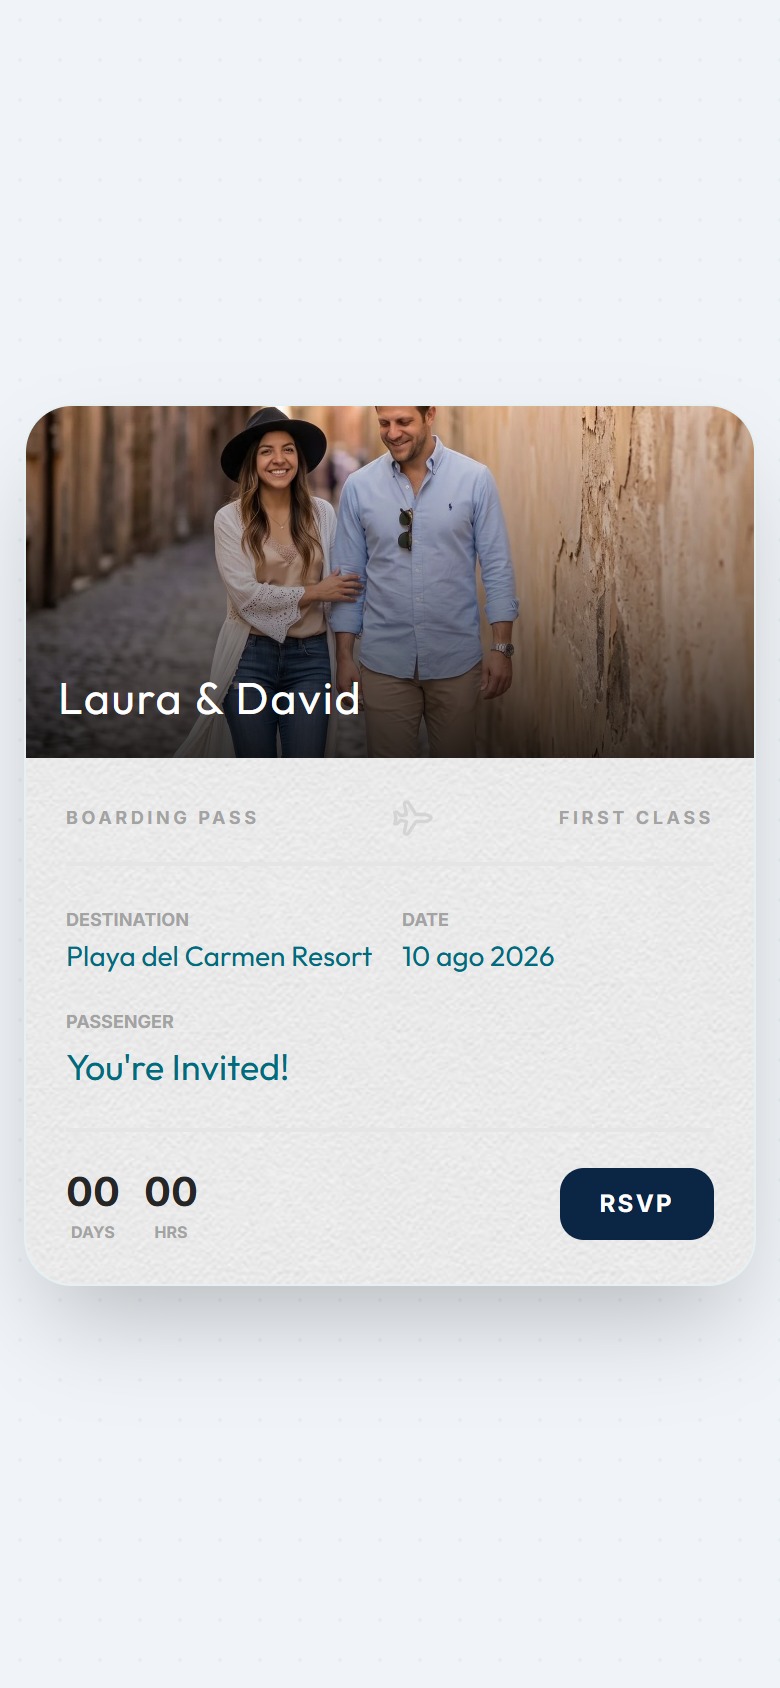 Laura & David
BOARDING PASS
FIRST CLASS
DESTINATION
Playa del Carmen Resort
DATE
10 ago 2026
PASSENGER
You're Invited!
00 00
DAYS HRS
RSVP